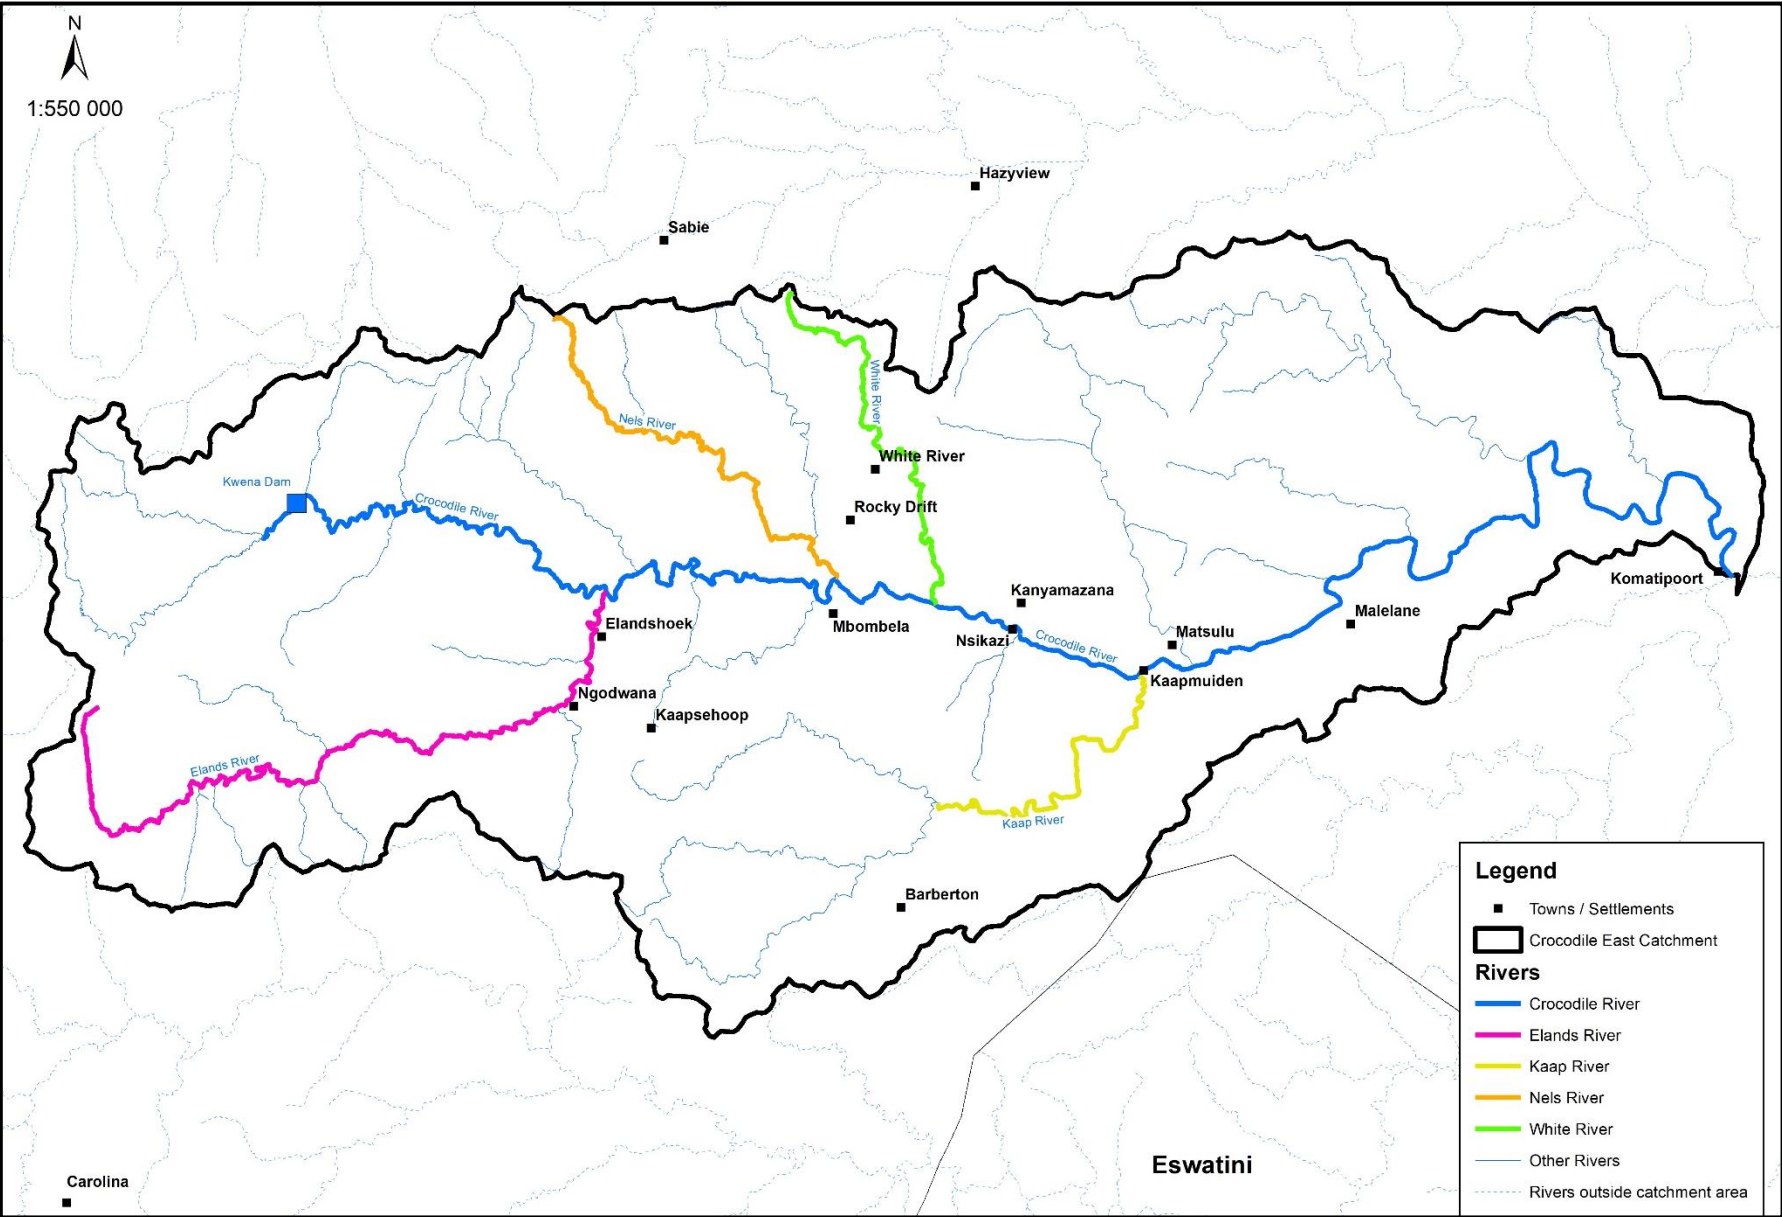 N
1:550 000
Hazyview
Sabie
White River
Nels River
White River
Kwena Dam
Crocodile River
Rocky Drift
Komatipoort
Kanyamazana
Malelane
Elandshoek
Mbombela
Matsulu
Nsikazi
Crocodile River
Kaapmuiden
Ngodwana
Kaapsehoop
Elands River
Kaap River
Barberton
Eswatini
Carolina
Legend
Towns / Settlements
Crocodile East Catchment
Rivers
Crocodile River
Elands River
Kaap River
Nels River
White River
Other Rivers
Rivers outside catchment area